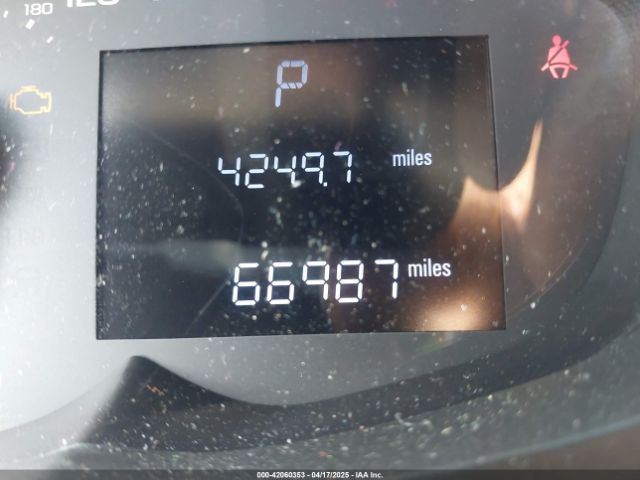 180
P
4249.7 miles
66987 miles
000-42060353 - 04/17/2025 - IAA Inc.